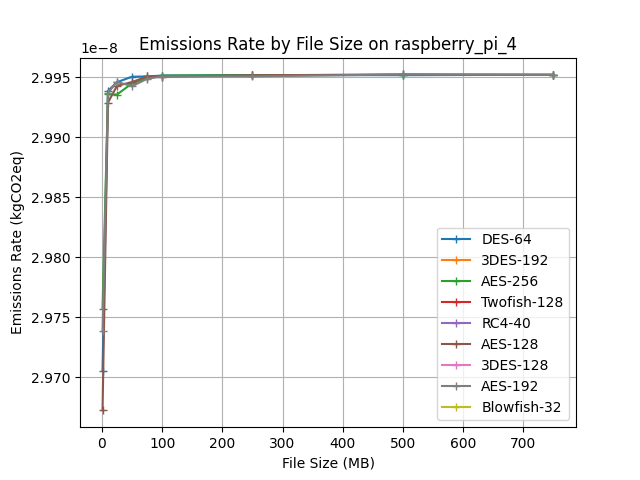 Emissions Rate by File Size on raspberry_pi_4
1e−8
2.995
2.990
2.985
2.980
2.975
2.970
Emissions Rate (kgCO2eq)
DES-64
3DES-192
AES-256
Twofish-128
RC4-40
AES-128
3DES-128
AES-192
Blowfish-32
0 100 200 300 400 500 600 700
File Size (MB)